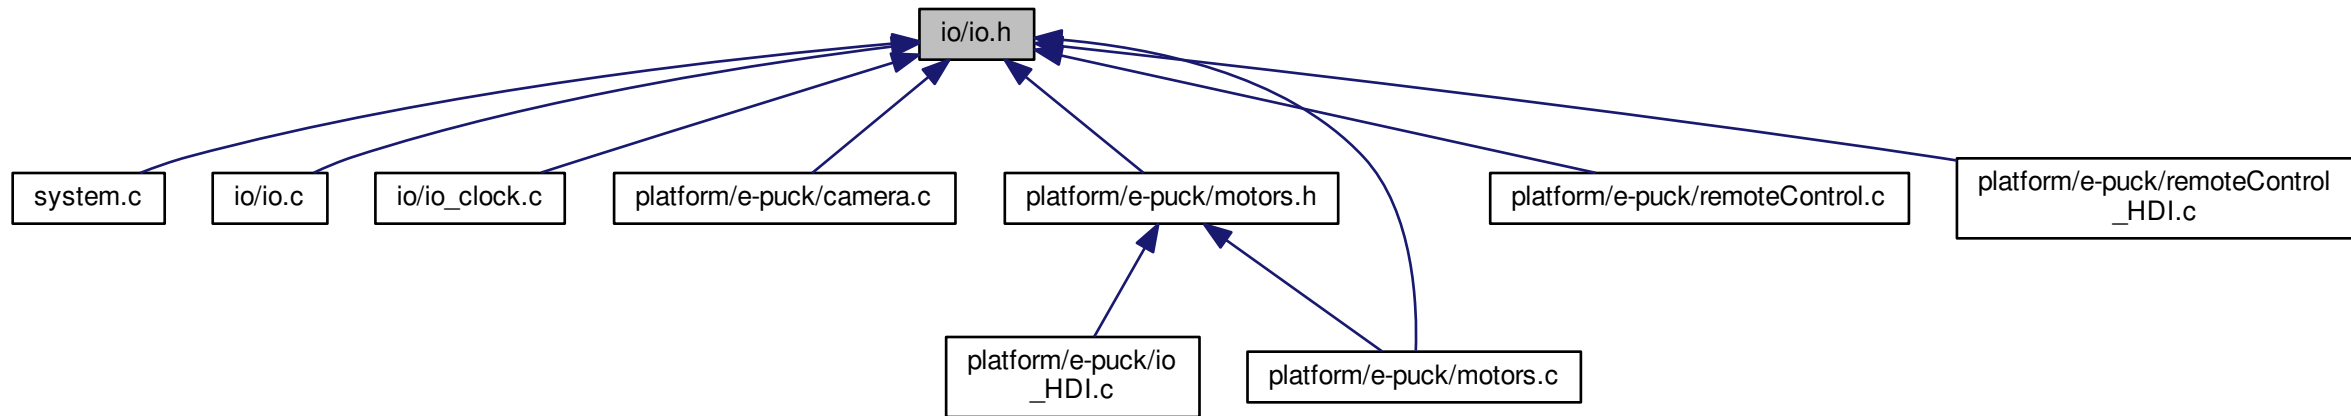 io/io.h
system.c
io/io.c
io/io_clock.c
platform/e-puck/camera.c
platform/e-puck/motors.h
platform/e-puck/remoteControl.c
platform/e-puck/remoteControl
_HDI.c
platform/e-puck/io
_HDI.c
platform/e-puck/motors.c